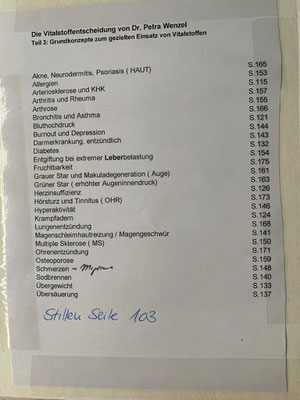 Die Vitalstoffentscheidung von Dr. Petra Wenzel
Teil 3: Grundkonzepte zum gezielten Einsatz von Vitalstoffen
Akne, Neurodermitis, Psoriasis ( HAUT) S.165
Allergien S.153
Arteriosklerose und KHK S.115
Arthritis und Rheuma S.157
Arthrose S.155
Bronchitis und Asthma S.166
Bluthochdruck S.121
Burnout und Depression S.144
Darmerkrankung, entzündlich S.143
Diabetes S.132
Entgiftung bei extremer Leberbelastung S.154
Fruchtbarkeit S.175
Grauer Star und Makuladegeneration ( Auge) S.161
Grüner Star ( erhöhter Augeninnendruck) S.163
Herzinsuffizienz S.126
Hörsturz und Tinnitus ( OHR) S.173
Hyperaktivität S.146
Krampfadern S.124
Lungenentzündung S.168
Magenschleimhautreizung / Magengeschwür S.141
Multiple Sklerose ( MS) S.150
Ohrenentzündung S.171
Osteoporose S.159
Schmerzen S.148
Sodbrennen S.140
Übergewicht S.133
Übersäuerung S.137
Stillen Seite 103